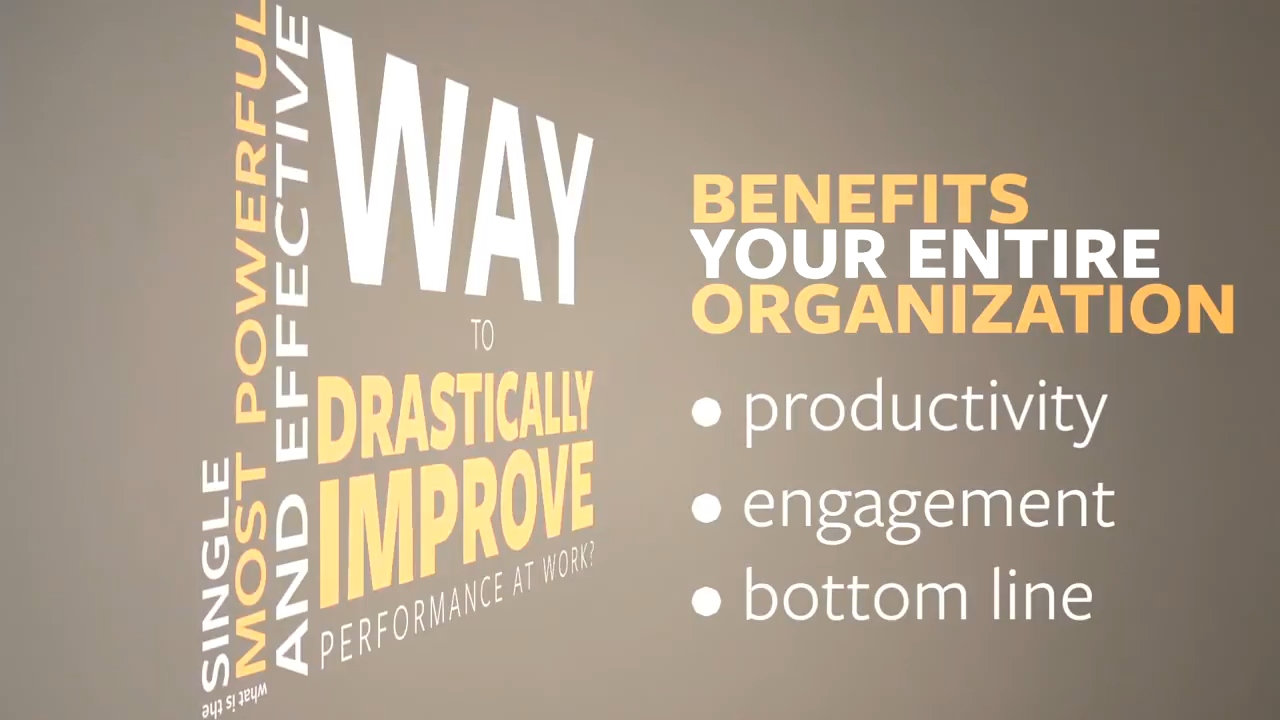 what is the
SINGLE
MOST POWERFUL
AND EFFECTIVE
WAY
TO
DRASTICALLY
IMPROVE
PERFORMANCE AT WORK?
BENEFITS
YOUR ENTIRE
ORGANIZATION
• productivity
• engagement
• bottom line